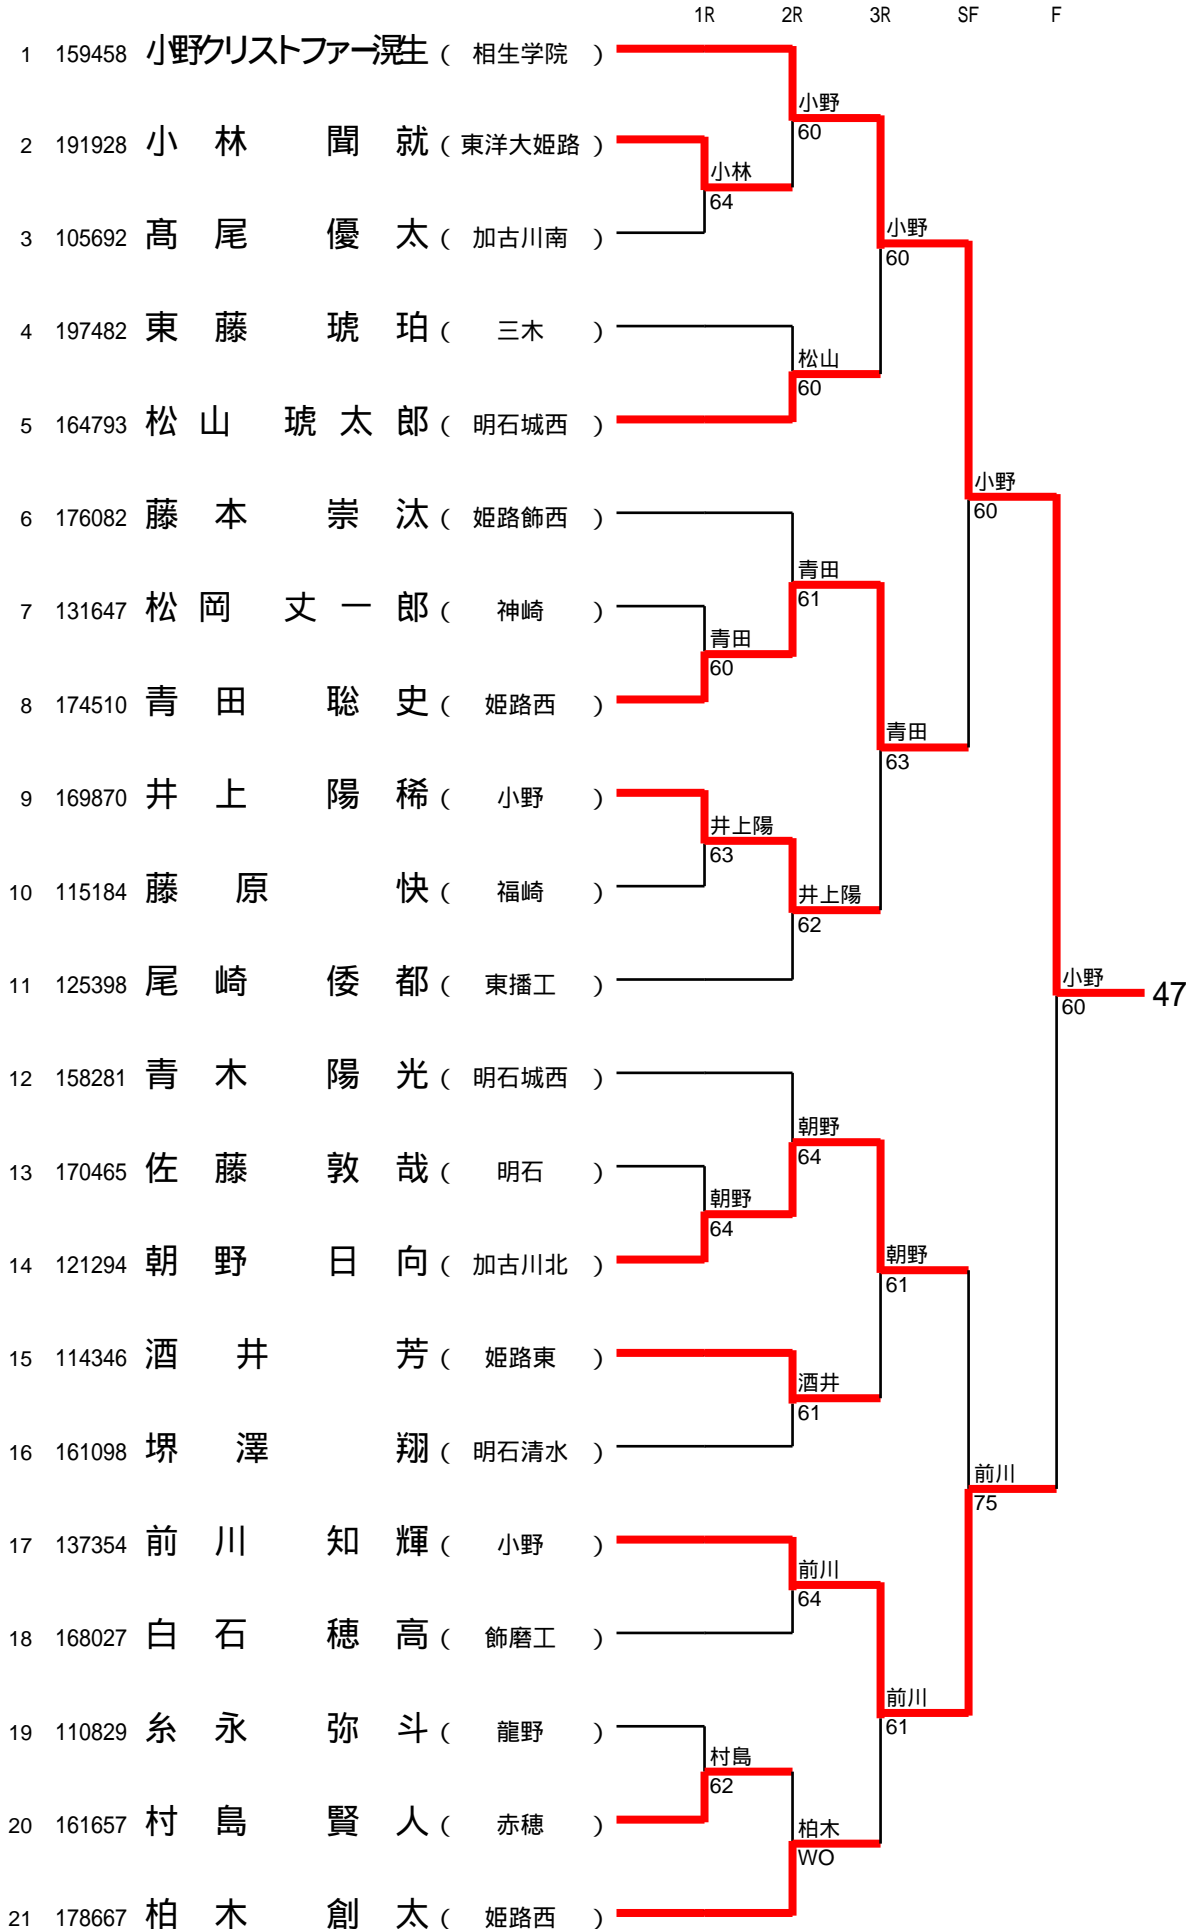 1R 2R 3R SF F
1 159458 小野クリストファー滉生 ( 相生学院 )
小野
60
2 191928 小林 聞就 ( 東洋大姫路 )
小林
64
3 105692 髙尾 優太 ( 加古川南 )
小野
60
4 197482 東藤 琥珀 ( 三木 )
松山
60
5 164793 松山 琥太郎 ( 明石城西 )
小野
60
6 176082 藤本 崇汰 ( 姫路飾西 )
青田
61
7 131647 松岡 丈一郎 ( 神崎 )
青田
60
8 174510 青田 聡史 ( 姫路西 )
青田
63
9 169870 井上 陽稀 ( 小野 )
井上陽
63
10 115184 藤原 快 ( 福崎 )
井上陽
62
11 125398 尾崎 倭都 ( 東播工 )
小野
60
47
12 158281 青木 陽光 ( 明石城西 )
朝野
64
13 170465 佐藤 敦哉 ( 明石 )
朝野
64
14 121294 朝野 日向 ( 加古川北 )
朝野
61
15 114346 酒井 芳 ( 姫路東 )
酒井
61
16 161098 堺澤 翔 ( 明石清水 )
前川
75
17 137354 前川 知輝 ( 小野 )
前川
64
18 168027 白石 穂高 ( 飾磨工 )
前川
61
19 110829 糸永 弥斗 ( 龍野 )
村島
62
20 161657 村島 賢人 ( 赤穂 )
柏木
WO
21 178667 柏木 創太 ( 姫路西 )